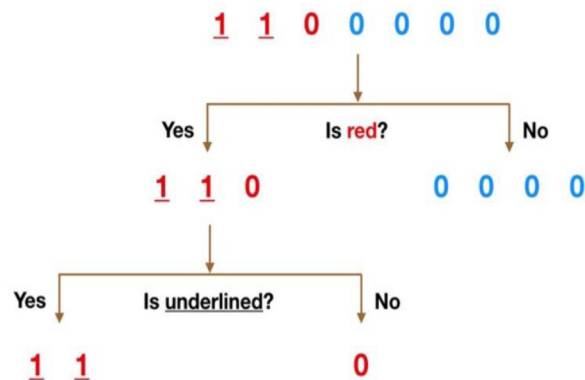 1 1 0 0 0 0 0
Yes Is red? No
1 1 0 0 0 0 0
Yes Is underlined? No
1 1 0